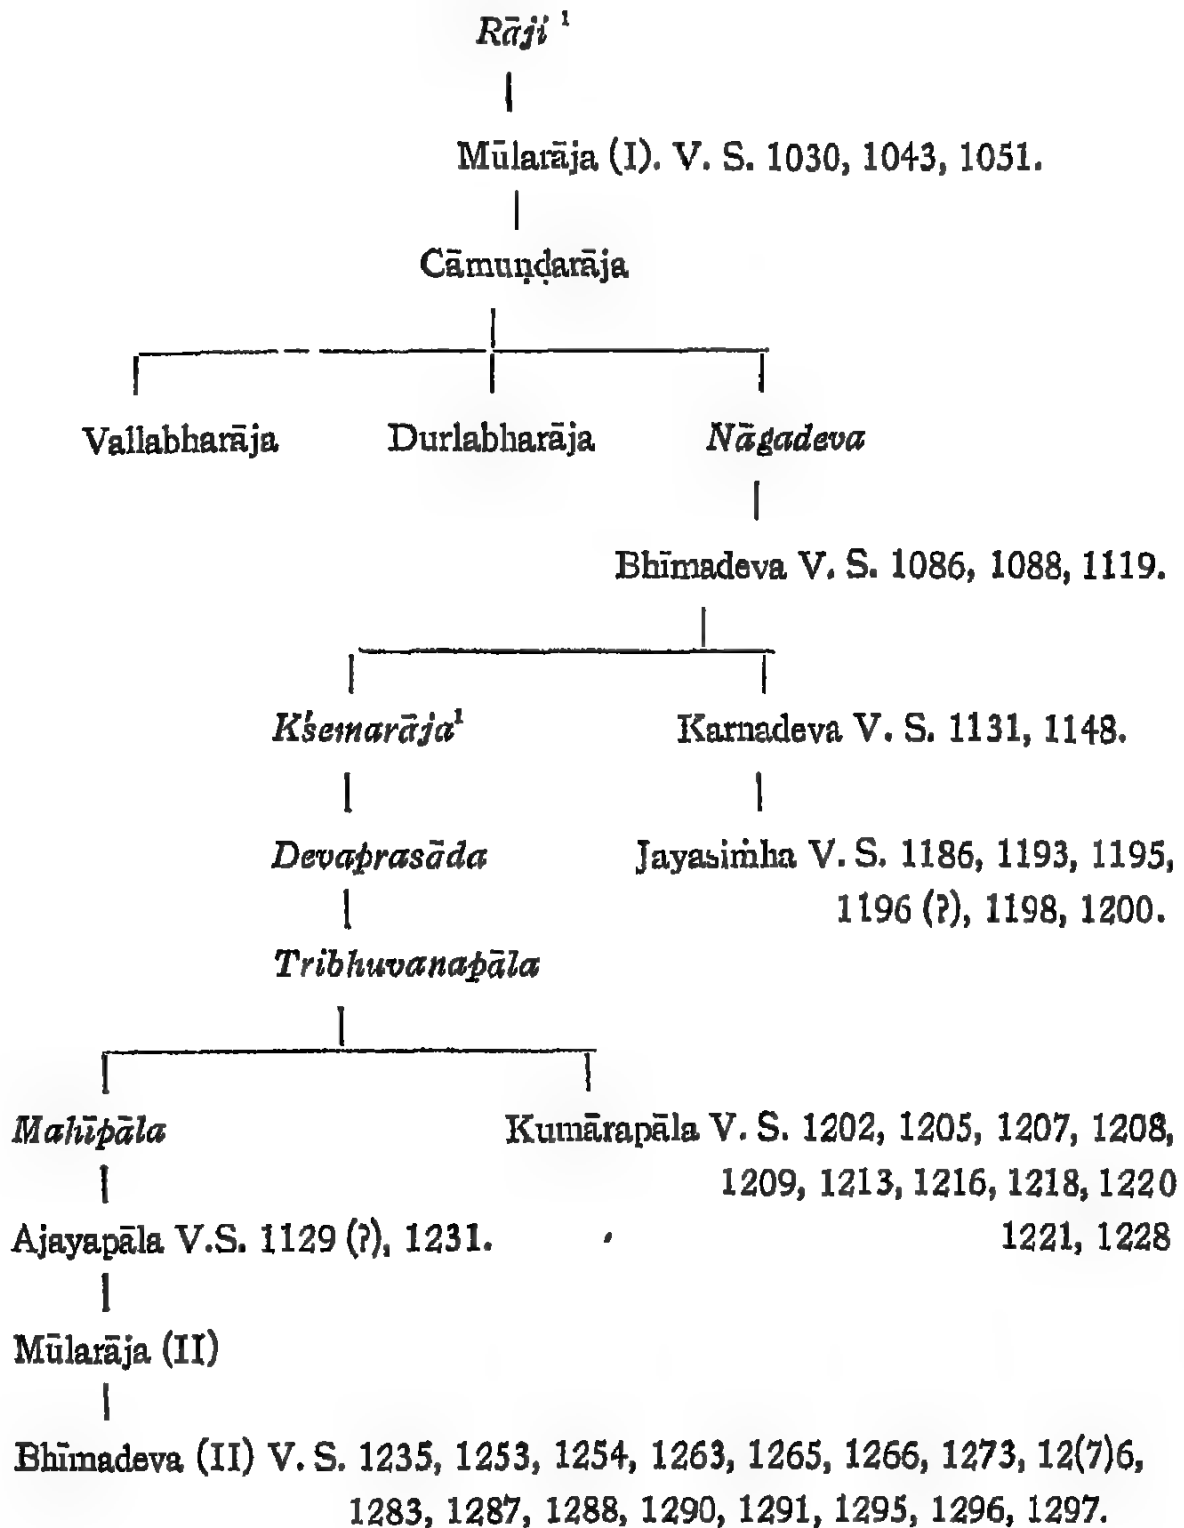 Rāji ¹
Mūlarāja (I). V. S. 1030, 1043, 1051.
Cāmuṇḍarāja
Vallabharāja Durlabharāja Nāgadeva
Bhīmadeva V. S. 1086, 1088, 1119.
Kśemarāja¹ Karnadeva V. S. 1131, 1148.
Devaprasāda Jayasiṁha V. S. 1186, 1193, 1195,
1196 (?), 1198, 1200.
Tribhuvanapāla
Mahīpāla Kumārapāla V. S. 1202, 1205, 1207, 1208,
1209, 1213, 1216, 1218, 1220
Ajayapāla V.S. 1129 (?), 1231. 1221, 1228
Mūlarāja (II)
Bhīmadeva (II) V. S. 1235, 1253, 1254, 1263, 1265, 1266, 1273, 12(7)6,
1283, 1287, 1288, 1290, 1291, 1295, 1296, 1297.